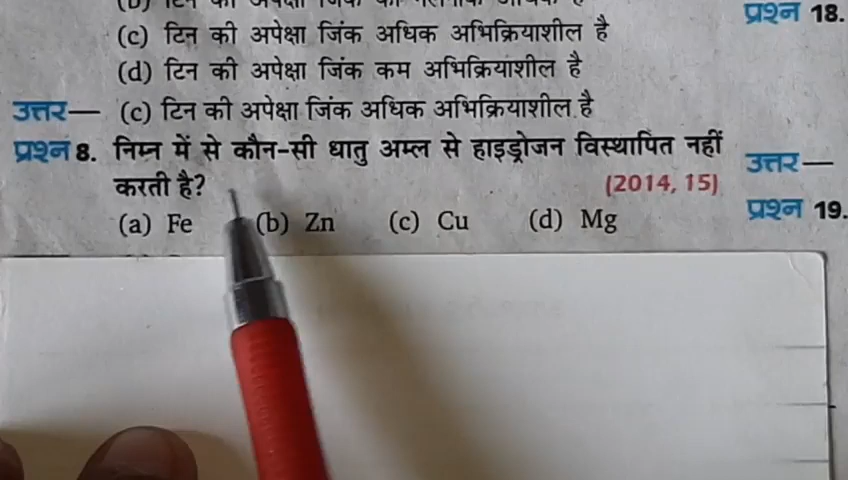 (c) टिन की अपेक्षा जिंक अधिक अभिक्रियाशील है
(d) टिन की अपेक्षा जिंक कम अभिक्रियाशील है
उत्तर— (c) टिन की अपेक्षा जिंक अधिक अभिक्रियाशील है
प्रश्न 8. निम्न में से कौन-सी धातु अम्ल से हाइड्रोजन विस्थापित नहीं
करती है? (2014, 15)
(a) Fe (b) Zn (c) Cu (d) Mg
प्रश्न 18.
उत्तर—
प्रश्न 19.